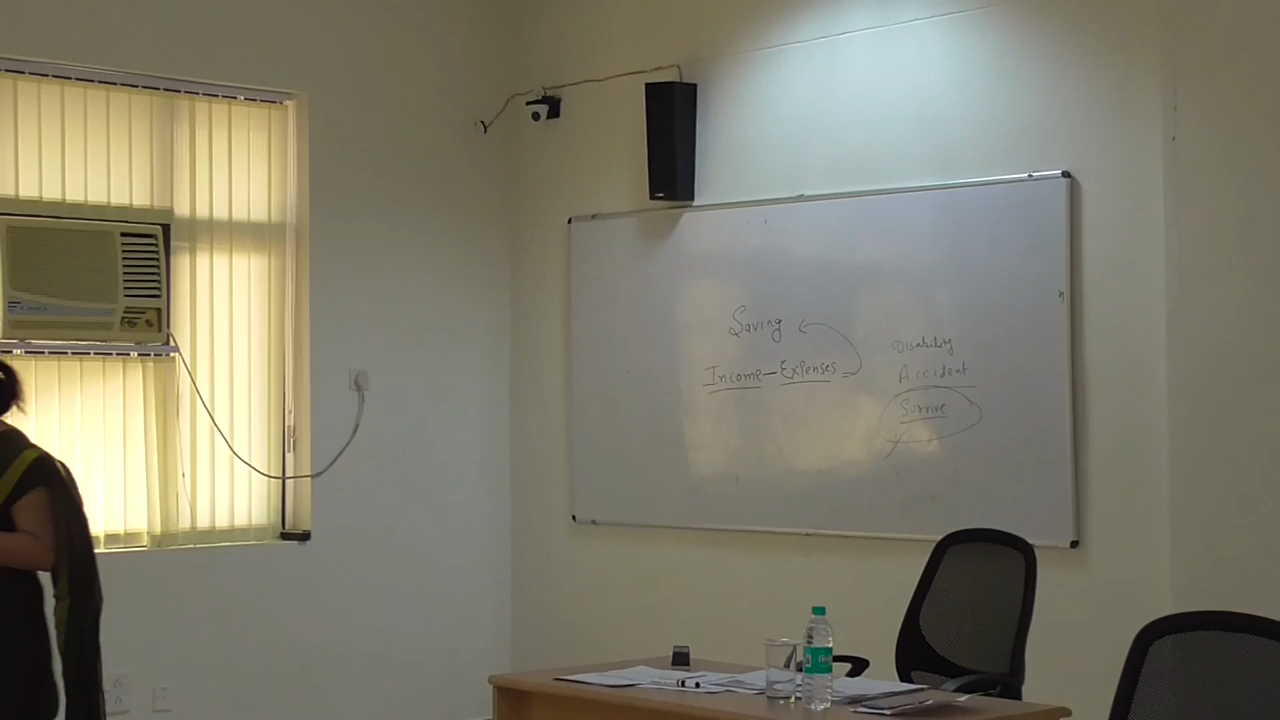 Saving
Income - Expenses =
Disability
Accident
Survive